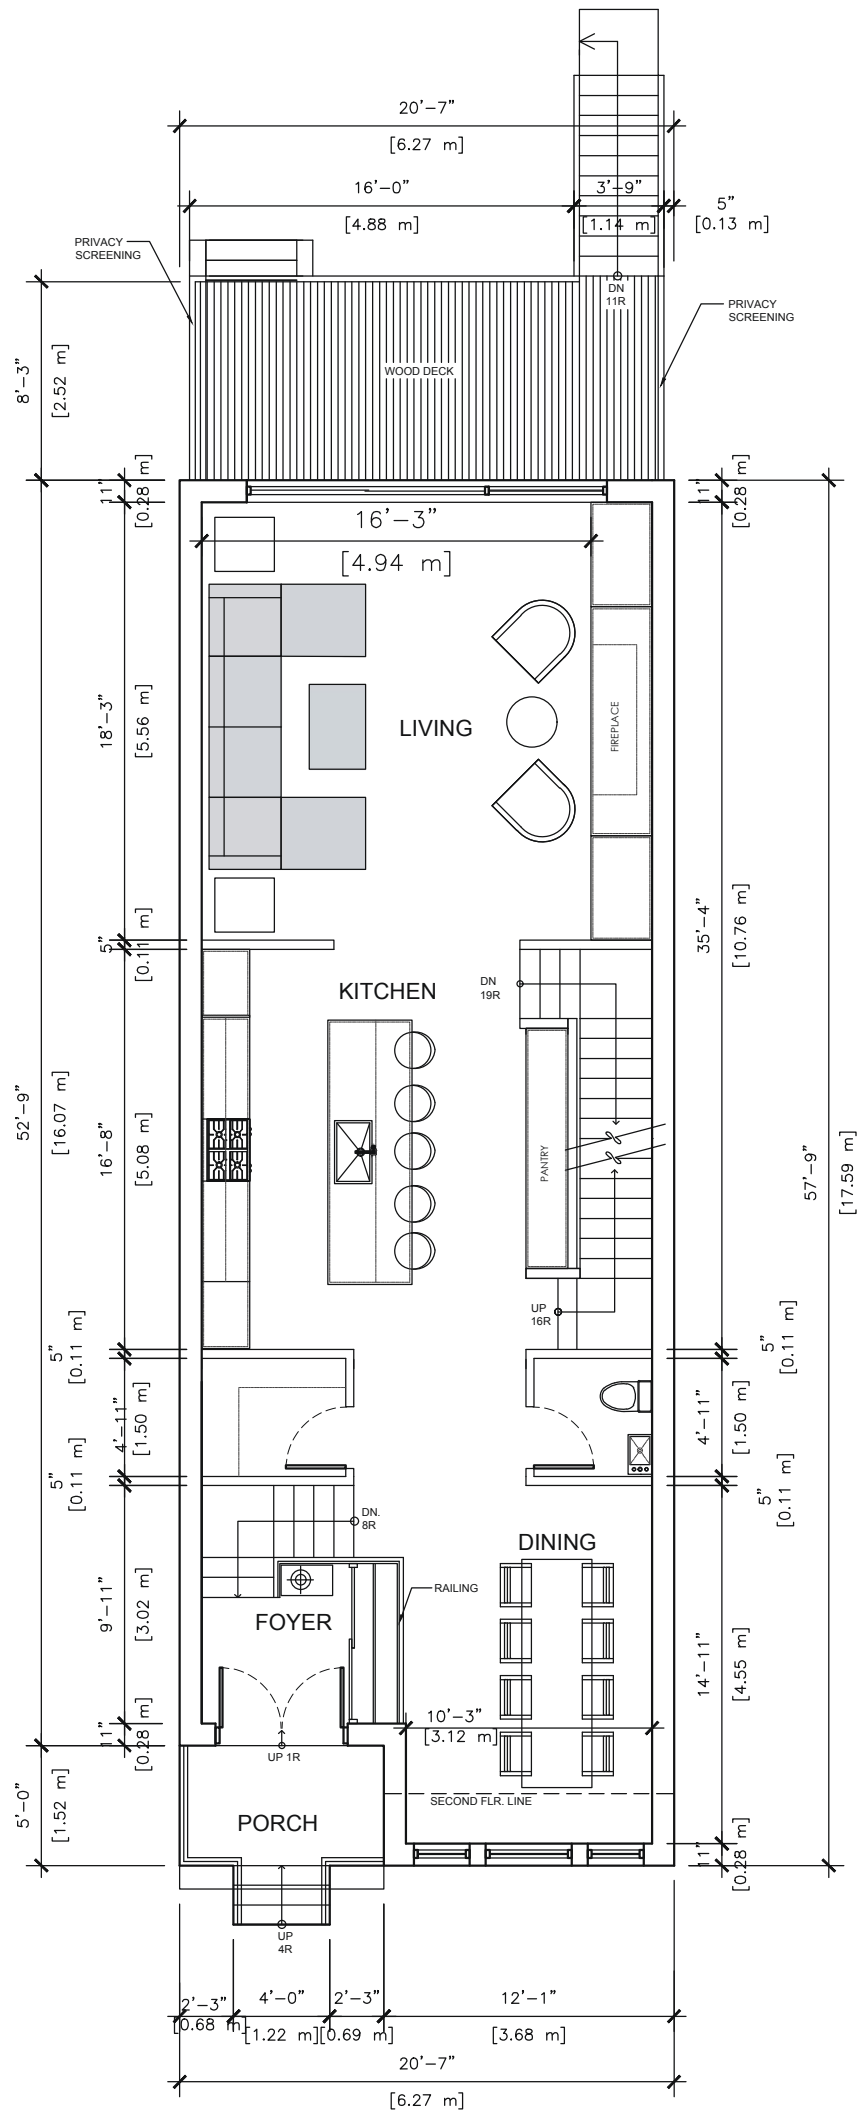 20'-7"
[6.27 m]
16'-0"
3'-9"
5"
[4.88 m]
[1.14 m]
[0.13 m]
PRIVACY
SCREENING
DN
11R
PRIVACY
SCREENING
8'-3"
[2.52 m]
WOOD DECK
11"
[0.28 m]
11"
[0.28 m]
16'-3"
[4.94 m]
18'-3"
[5.56 m]
LIVING
FIREPLACE
5"
[0.11 m]
35'-4"
[10.76 m]
KITCHEN
DN
19R
52'-9"
[16.07 m]
16'-8"
[5.08 m]
PANTRY
57'-9"
[17.59 m]
UP
16R
5"
[0.11 m]
5"
[0.11 m]
4'-11"
[1.50 m]
4'-11"
[1.50 m]
5"
[0.11 m]
5"
[0.11 m]
DN.
8R
DINING
RAILING
FOYER
9'-11"
[3.02 m]
14'-11"
[4.55 m]
10'-3"
[3.12 m]
11"
[0.28 m]
UP 1R
SECOND FLR. LINE
PORCH
5'-0"
[1.52 m]
11"
[0.28 m]
UP
4R
2'-3"
4'-0"
2'-3"
12'-1"
[0.68 m]
[1.22 m]
[0.69 m]
[3.68 m]
20'-7"
[6.27 m]